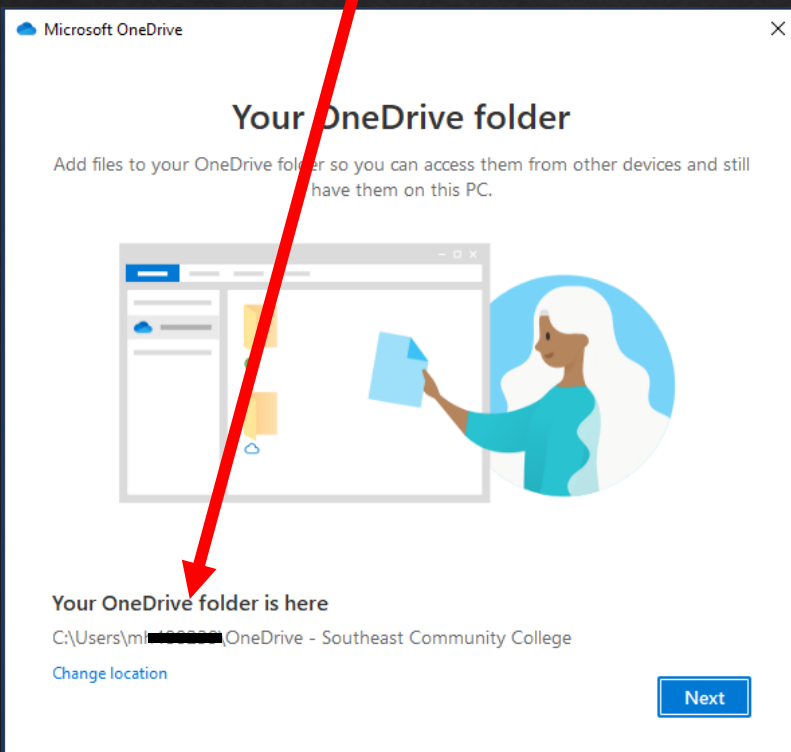 Microsoft OneDrive
Your OneDrive folder
Add files to your OneDrive folder so you can access them from other devices and still
have them on this PC.
Your OneDrive folder is here
C:\Users\ \OneDrive - Southeast Community College
Change location
Next